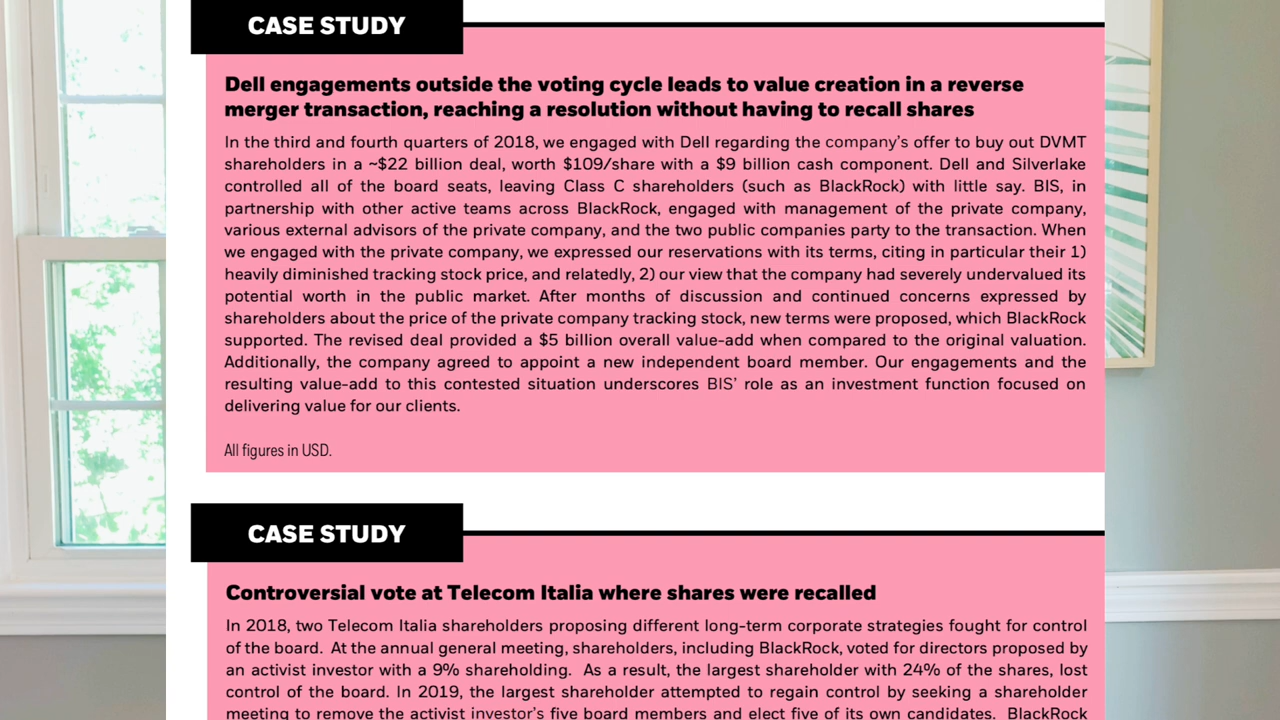 CASE STUDY
Dell engagements outside the voting cycle leads to value creation in a reverse
merger transaction, reaching a resolution without having to recall shares
In the third and fourth quarters of 2018, we engaged with Dell regarding the company's offer to buy out DVMT
shareholders in a ~$22 billion deal, worth $109/share with a $9 billion cash component. Dell and Silverlake
controlled all of the board seats, leaving Class C shareholders (such as BlackRock) with little say. BIS, in
partnership with other active teams across BlackRock, engaged with management of the private company,
various external advisors of the private company, and the two public companies party to the transaction. When
we engaged with the private company, we expressed our reservations with its terms, citing in particular their 1)
heavily diminished tracking stock price, and relatedly, 2) our view that the company had severely undervalued its
potential worth in the public market. After months of discussion and continued concerns expressed by
shareholders about the price of the private company tracking stock, new terms were proposed, which BlackRock
supported. The revised deal provided a $5 billion overall value-add when compared to the original valuation.
Additionally, the company agreed to appoint a new independent board member. Our engagements and the
resulting value-add to this contested situation underscores BIS' role as an investment function focused on
delivering value for our clients.
All figures in USD.
CASE STUDY
Controversial vote at Telecom Italia where shares were recalled
In 2018, two Telecom Italia shareholders proposing different long-term corporate strategies fought for control
of the board. At the annual general meeting, shareholders, including BlackRock, voted for directors proposed by
an activist investor with a 9% shareholding. As a result, the largest shareholder with 24% of the shares, lost
control of the board. In 2019, the largest shareholder attempted to regain control by seeking a shareholder
meeting to remove the activist investor's five board members and elect five of its own candidates. BlackRock